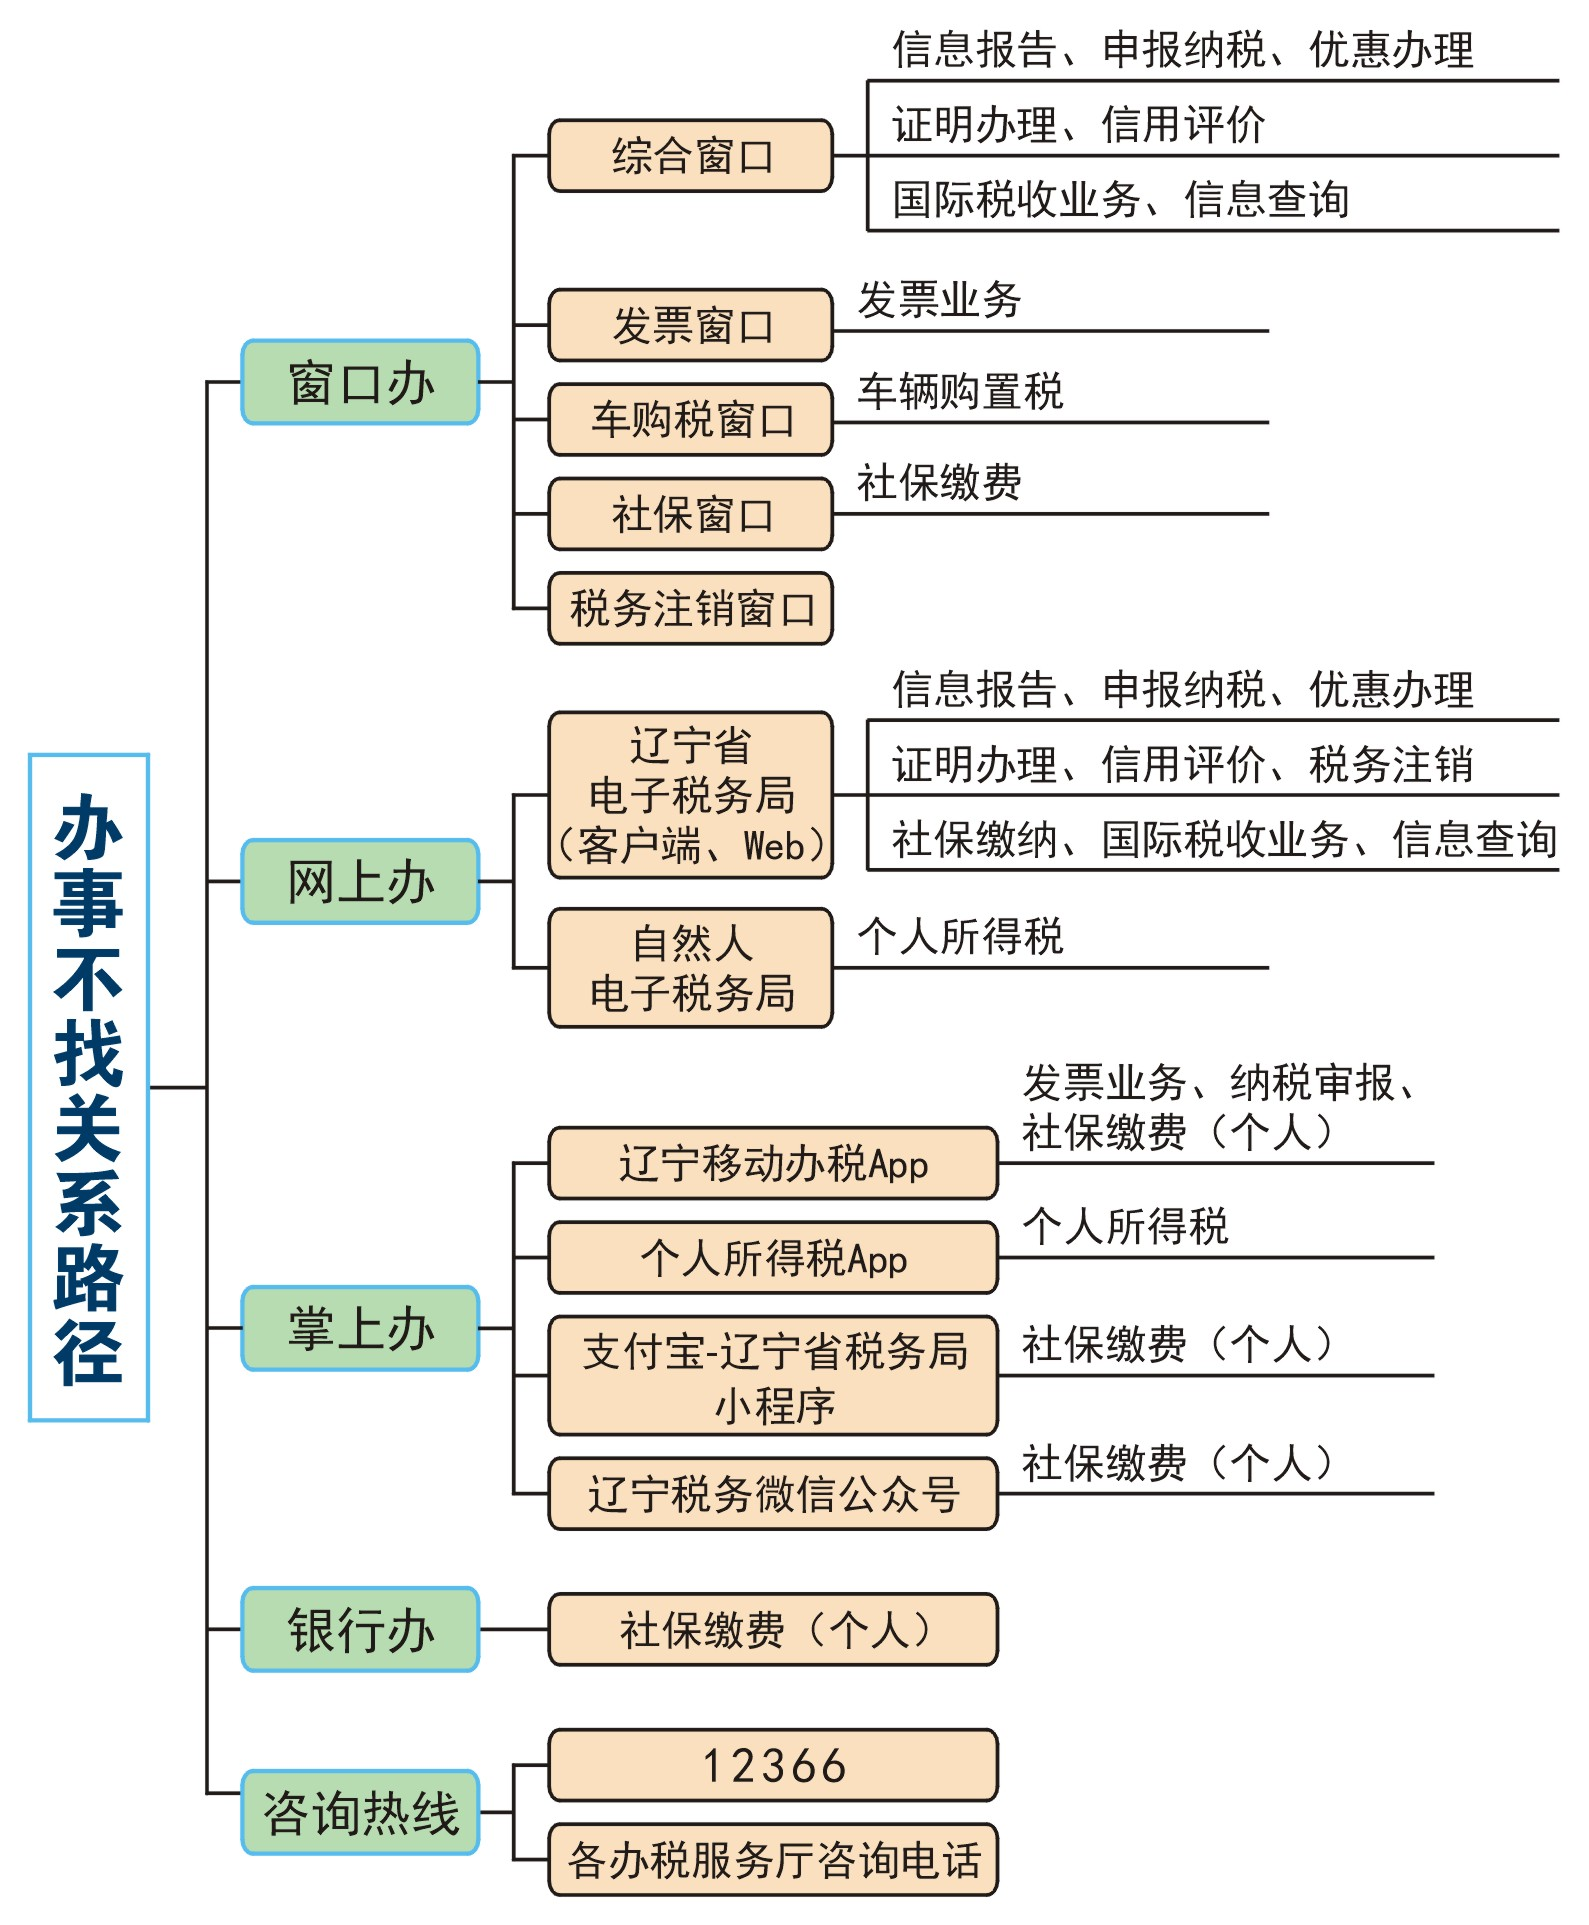 办事不找关系路径
窗口办
综合窗口
信息报告、申报纳税、优惠办理
证明办理、信用评价
国际税收业务、信息查询
发票窗口
发票业务
车购税窗口
车辆购置税
社保窗口
社保缴费
税务注销窗口
网上办
辽宁省
电子税务局
（客户端、Web）
信息报告、申报纳税、优惠办理
证明办理、信用评价、税务注销
社保缴纳、国际税收业务、信息查询
自然人
电子税务局
个人所得税
掌上办
辽宁移动办税App
发票业务、纳税审报、
社保缴费（个人）
个人所得税App
个人所得税
支付宝-辽宁省税务局
小程序
社保缴费（个人）
辽宁税务微信公众号
社保缴费（个人）
银行办
社保缴费（个人）
咨询热线
12366
各办税服务厅咨询电话